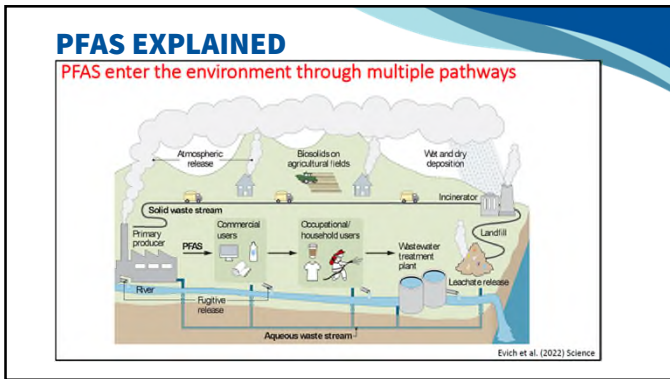 PFAS EXPLAINED
PFAS enter the environment through multiple pathways
Atmospheric
release
Biosolids on
agricultural fields
Wet and dry
deposition
Incinerator
Solid waste stream
Primary
producer
PFAS
Commercial
users
Occupational/
household users
Wastewater
treatment
plant
Landfill
Leachate release
River
Fugitive
release
Aqueous waste stream
Evich et al. (2022) Science